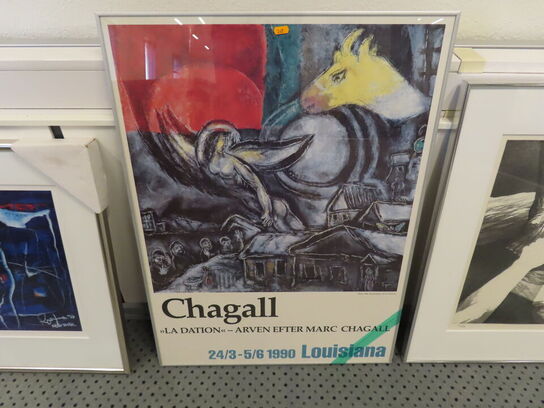 Chagall
»LA DATION« – ARVEN EFTER MARC CHAGALL
24/3-5/6 1990 Louisiana